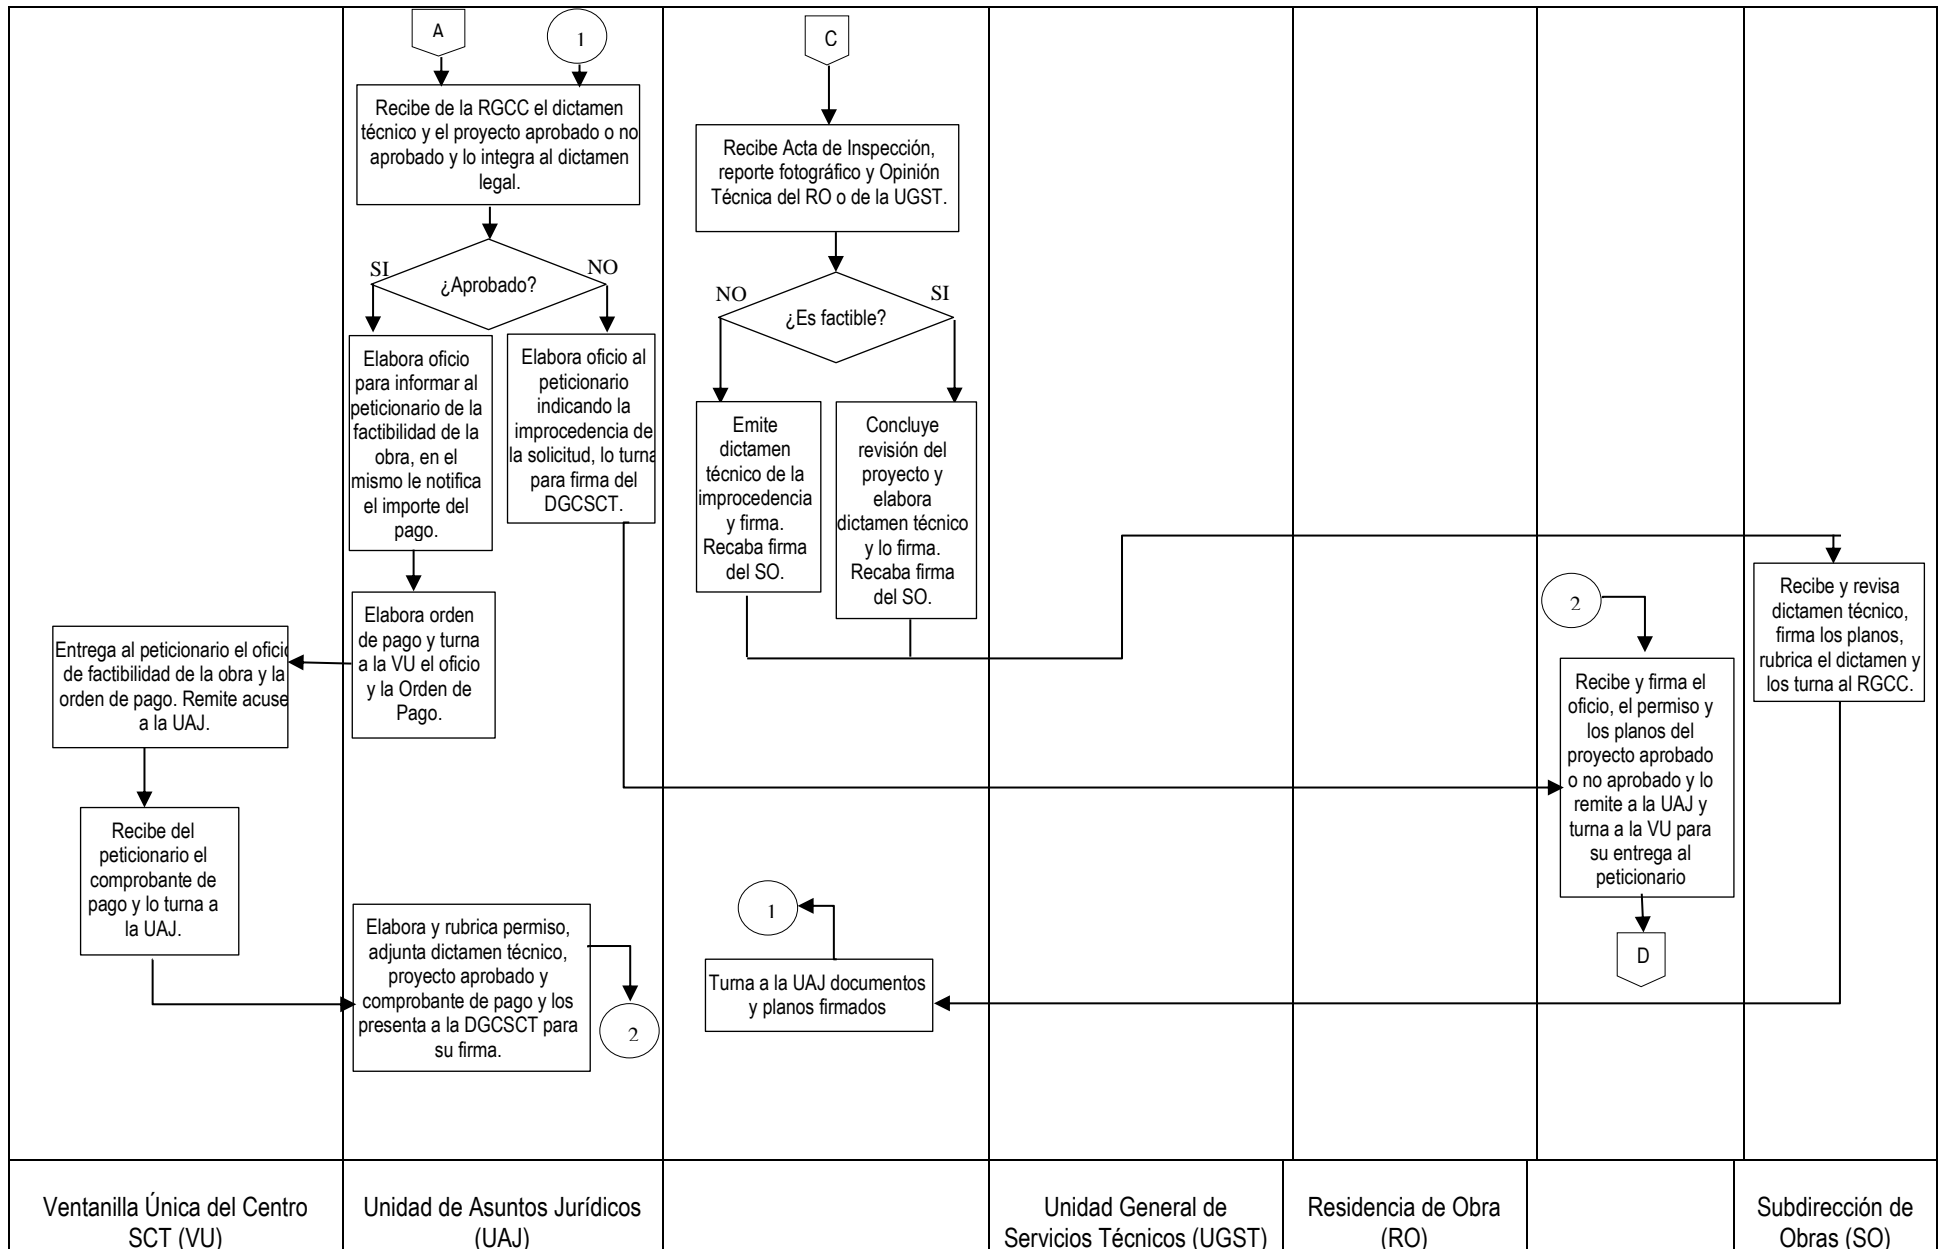 A
1
Recibe de la RGCC el dictamen
técnico y el proyecto aprobado o no
aprobado y lo integra al dictamen
legal.
¿Aprobado?
SI
NO
Elabora oficio
para informar al
peticionario de la
factibilidad de la
obra, en el
mismo le notifica
el importe del
pago.
Elabora oficio al
peticionario
indicando la
improcedencia de
la solicitud, lo turna
para firma del
DGCSCT.
Elabora orden
de pago y turna
a la VU el oficio
y la Orden de
Pago.
Entrega al peticionario el oficio
de factibilidad de la obra y la
orden de pago. Remite acuse
a la UAJ.
Recibe del
peticionario el
comprobante de
pago y lo turna a
la UAJ.
Elabora y rubrica permiso,
adjunta dictamen técnico,
proyecto aprobado y
comprobante de pago y los
presenta a la DGCSCT para
su firma.
2
C
Recibe Acta de Inspección,
reporte fotográfico y Opinión
Técnica del RO o de la UGST.
¿Es factible?
NO
SI
Emite
dictamen
técnico de la
improcedencia
y firma.
Recaba firma
del SO.
Concluye
revisión del
proyecto y
elabora
dictamen técnico
y lo firma.
Recaba firma
del SO.
1
Turna a la UAJ documentos
y planos firmados
2
Recibe y firma el
oficio, el permiso y
los planos del
proyecto aprobado
o no aprobado y lo
remite a la UAJ y
turna a la VU para
su entrega al
peticionario
D
Recibe y revisa
dictamen técnico,
firma los planos,
rubrica el dictamen y
los turna al RGCC.
Ventanilla Única del Centro
SCT (VU)
Unidad de Asuntos Jurídicos
(UAJ)
Unidad General de
Servicios Técnicos (UGST)
Residencia de Obra
(RO)
Subdirección de
Obras (SO)